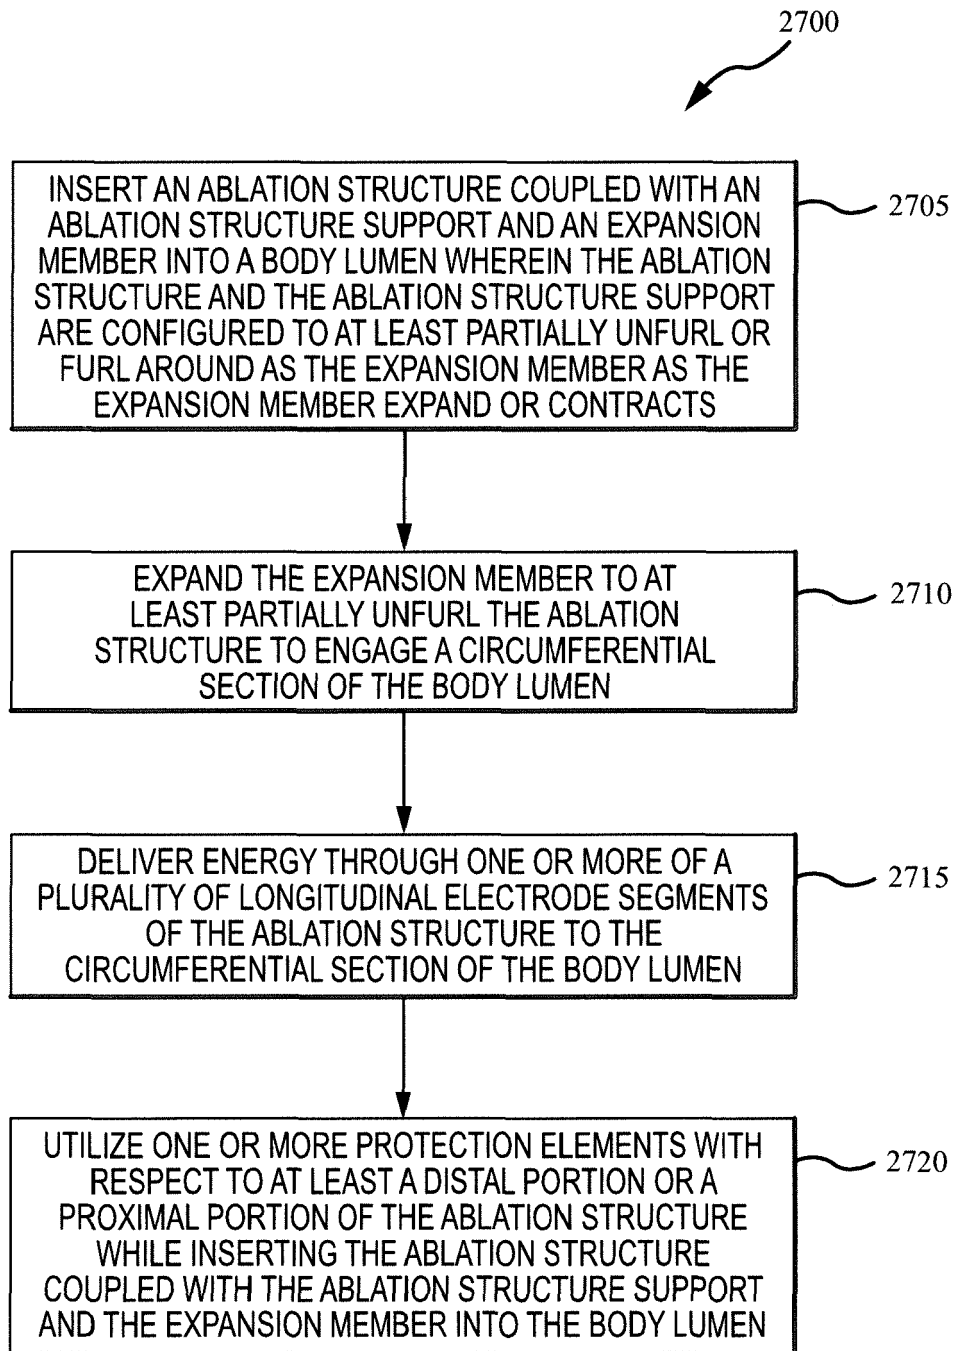 2700
INSERT AN ABLATION STRUCTURE COUPLED WITH AN
ABLATION STRUCTURE SUPPORT AND AN EXPANSION
MEMBER INTO A BODY LUMEN WHEREIN THE ABLATION
STRUCTURE AND THE ABLATION STRUCTURE SUPPORT
ARE CONFIGURED TO AT LEAST PARTIALLY UNFURL OR
FURL AROUND AS THE EXPANSION MEMBER AS THE
EXPANSION MEMBER EXPAND OR CONTRACTS
2705
EXPAND THE EXPANSION MEMBER TO AT
LEAST PARTIALLY UNFURL THE ABLATION
STRUCTURE TO ENGAGE A CIRCUMFERENTIAL
SECTION OF THE BODY LUMEN
2710
DELIVER ENERGY THROUGH ONE OR MORE OF A
PLURALITY OF LONGITUDINAL ELECTRODE SEGMENTS
OF THE ABLATION STRUCTURE TO THE
CIRCUMFERENTIAL SECTION OF THE BODY LUMEN
2715
UTILIZE ONE OR MORE PROTECTION ELEMENTS WITH
RESPECT TO AT LEAST A DISTAL PORTION OR A
PROXIMAL PORTION OF THE ABLATION STRUCTURE
WHILE INSERTING THE ABLATION STRUCTURE
COUPLED WITH THE ABLATION STRUCTURE SUPPORT
AND THE EXPANSION MEMBER INTO THE BODY LUMEN
2720